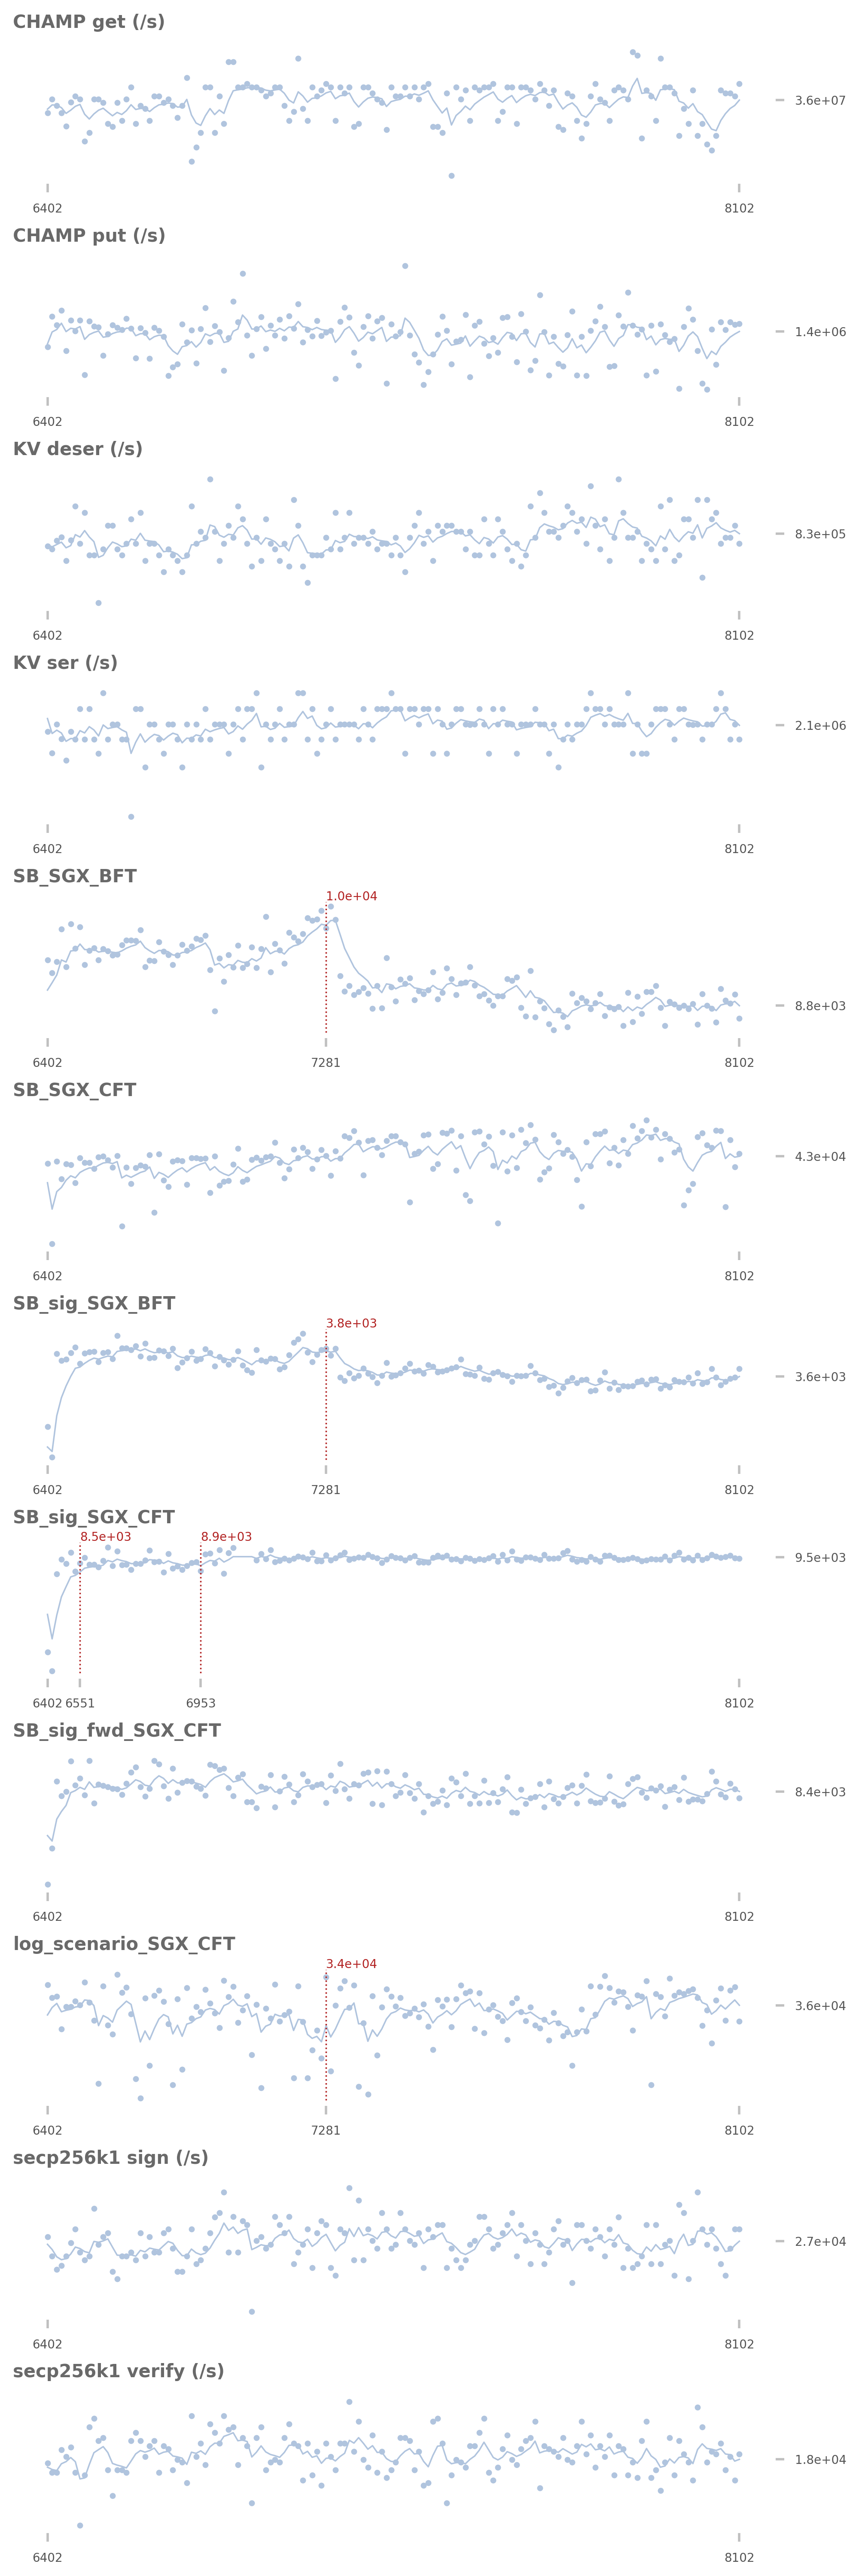 CHAMP get (/s)
3.6e+07
6402 8102
CHAMP put (/s)
1.4e+06
6402 8102
KV deser (/s)
8.3e+05
6402 8102
KV ser (/s)
2.1e+06
6402 8102
SB_SGX_BFT
1.0e+04
8.8e+03
6402 7281 8102
SB_SGX_CFT
4.3e+04
6402 8102
SB_sig_SGX_BFT
3.8e+03
3.6e+03
6402 7281 8102
SB_sig_SGX_CFT
8.5e+03 8.9e+03
9.5e+03
6402 6551 6953 8102
SB_sig_fwd_SGX_CFT
8.4e+03
6402 8102
log_scenario_SGX_CFT
3.4e+04
3.6e+04
6402 7281 8102
secp256k1 sign (/s)
2.7e+04
6402 8102
secp256k1 verify (/s)
1.8e+04
6402 8102